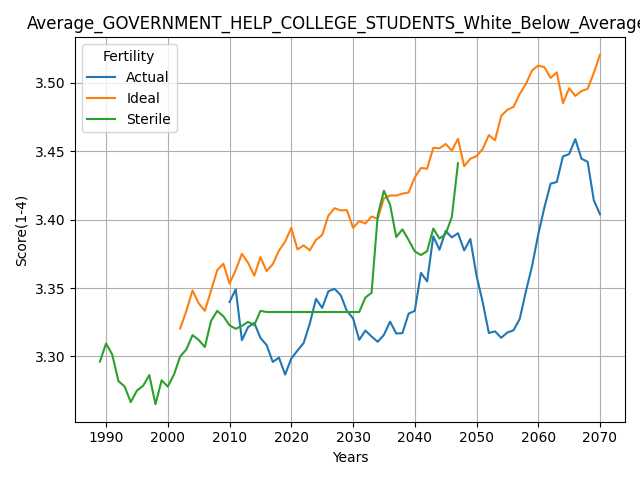 Average_GOVERNMENT_HELP_COLLEGE_STUDENTS_White_Below_Average
Fertility
Actual
Ideal
Sterile
3.50
3.45
3.40
3.35
3.30
Score(1-4)
1990 2000 2010 2020 2030 2040 2050 2060 2070
Years